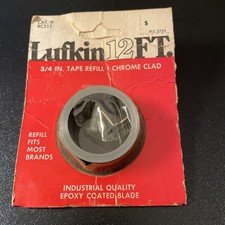 CAT. #
$
Lufkin 12 FT.
3/4 IN. TAPE REFILL • CHROME CLAD
REFILL
FITS
MOST
BRANDS
INDUSTRIAL QUALITY
EPOXY COATED BLADE